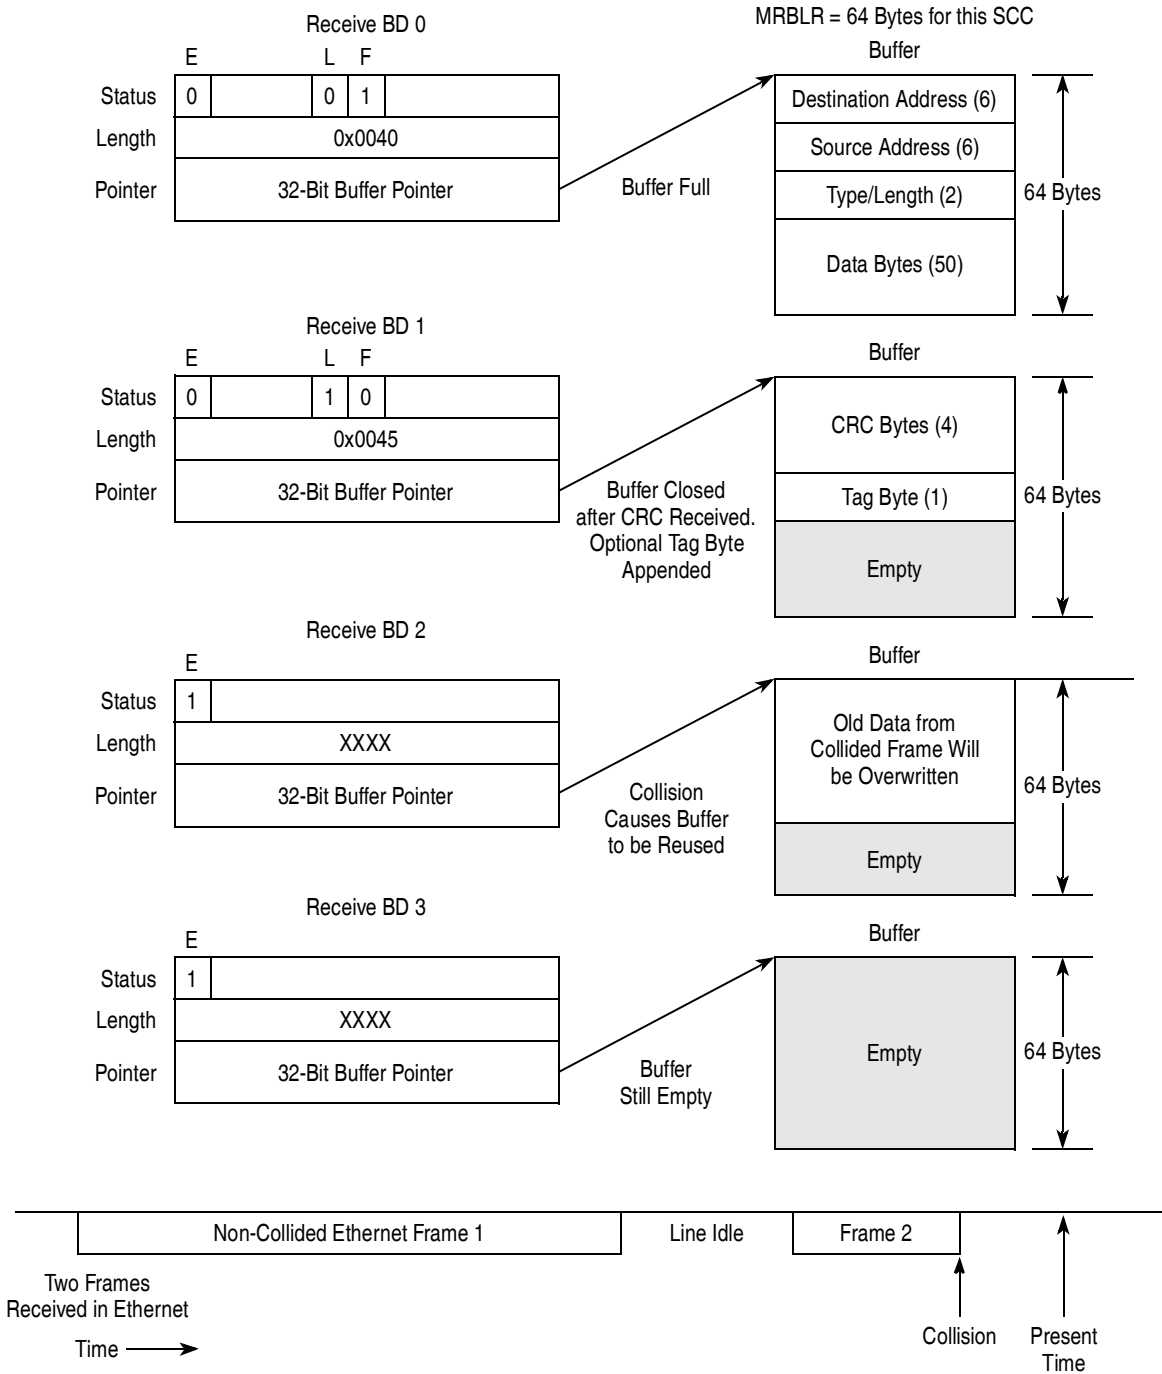 MRBLR = 64 Bytes for this SCC
Receive BD 0
Buffer
E L F
Status 0 0 1
Length 0x0040
Pointer 32-Bit Buffer Pointer
Buffer Full
Destination Address (6)
Source Address (6)
Type/Length (2)
Data Bytes (50)
64 Bytes
Receive BD 1
Buffer
E L F
Status 0 1 0
Length 0x0045
Pointer 32-Bit Buffer Pointer
Buffer Closed
after CRC Received.
Optional Tag Byte
Appended
CRC Bytes (4)
Tag Byte (1)
Empty
64 Bytes
Receive BD 2
Buffer
E
Status 1
Length XXXX
Pointer 32-Bit Buffer Pointer
Collision
Causes Buffer
to be Reused
Old Data from
Collided Frame Will
be Overwritten
Empty
64 Bytes
Receive BD 3
Buffer
E
Status 1
Length XXXX
Pointer 32-Bit Buffer Pointer
Buffer
Still Empty
Empty
64 Bytes
Non-Collided Ethernet Frame 1 Line Idle Frame 2
Two Frames
Received in Ethernet
Time
Collision
Present
Time